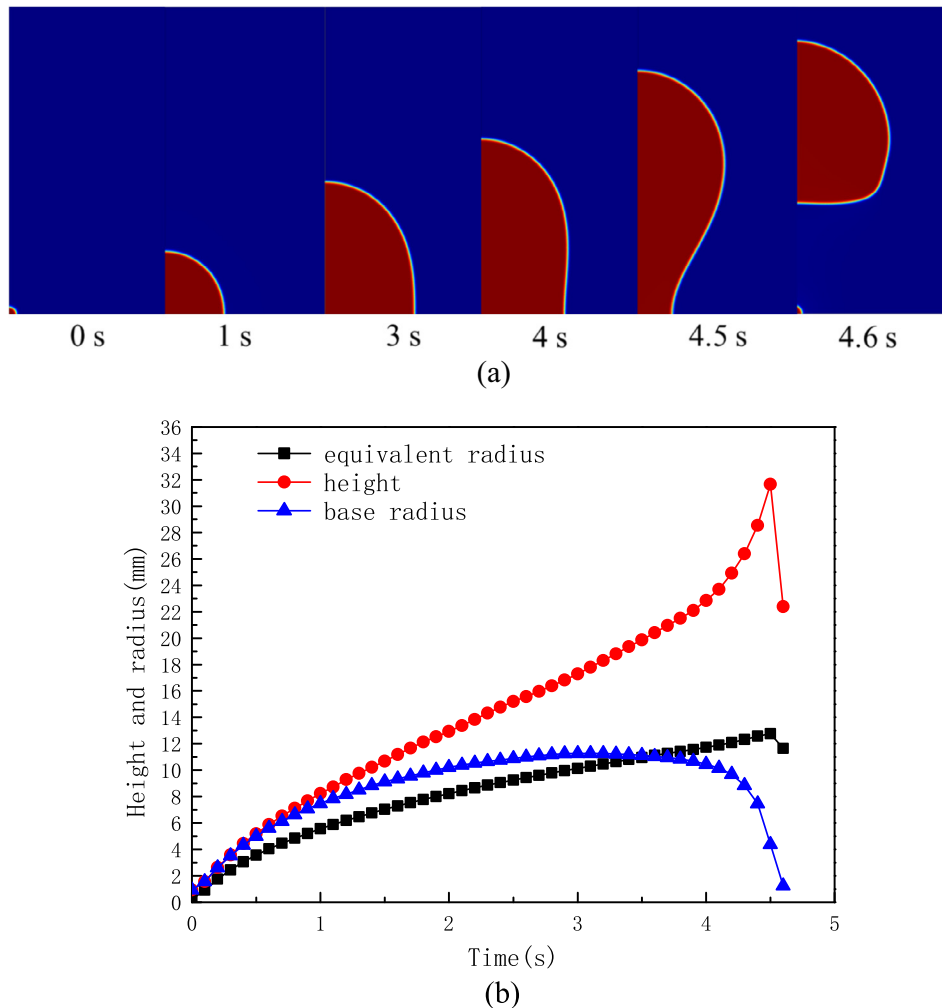 0 s 1 s 3 s 4 s 4.5 s 4.6 s
(a)
36
34
32
30
28
26
24
22
20
18
16
14
12
10
8
6
4
2
0
Height and radius(mm)
equivalent radius
height
base radius
0 1 2 3 4 5
Time(s)
(b)